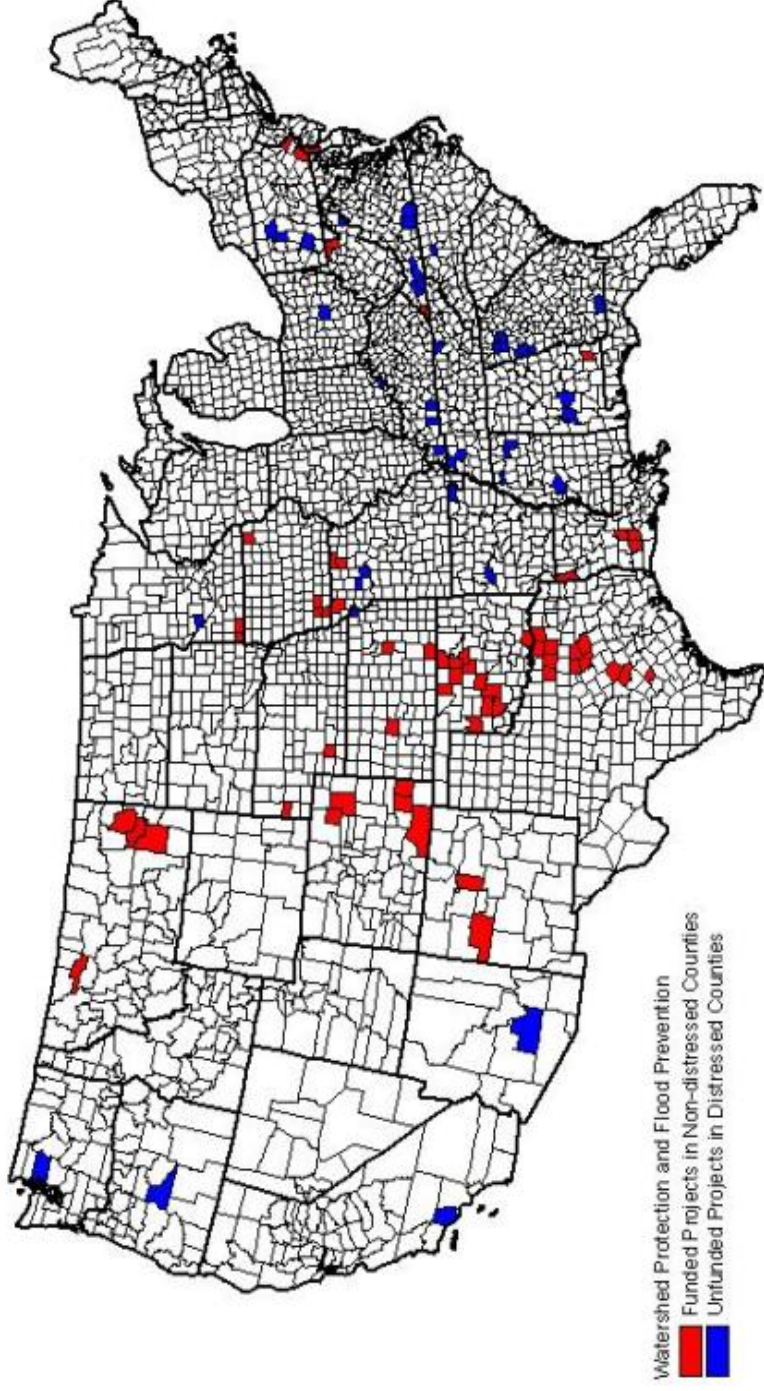 Watershed Protection and Flood Prevention
Funded Projects in Non-distressed Counties
Unfunded Projects in Distressed Counties